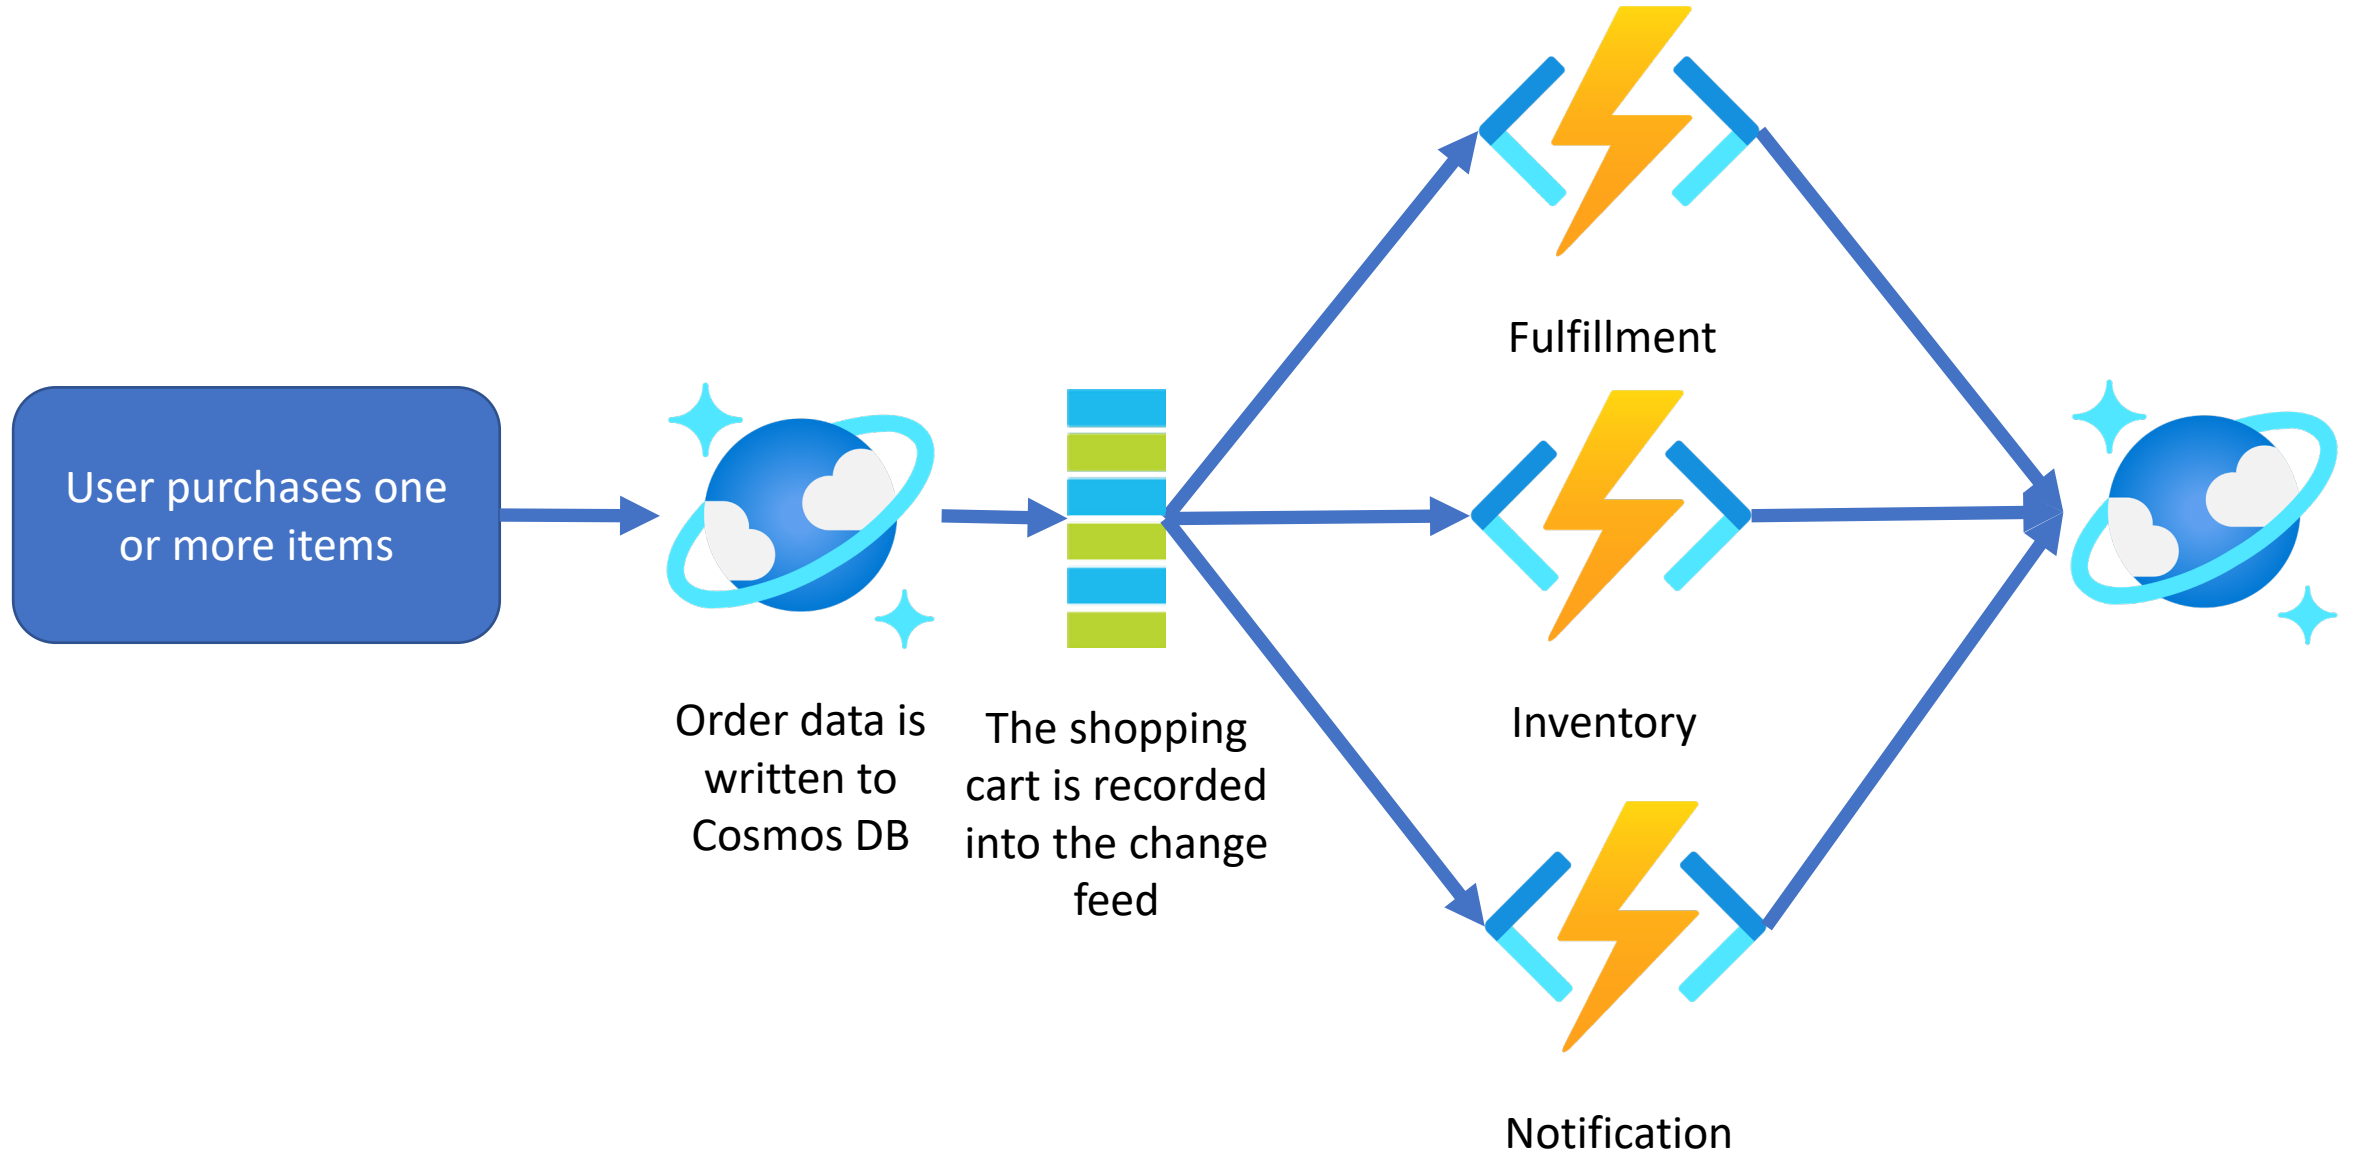 User purchases one
or more items
Order data is
written to
Cosmos DB
The shopping
cart is recorded
into the change
feed
Fulfillment
Inventory
Notification